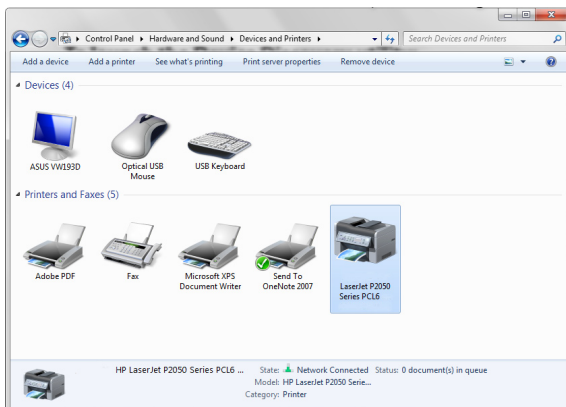 Control Panel ▸ Hardware and Sound ▸ Devices and Printers ▸ Search Devices and Printers
Add a device Add a printer See what's printing Print server properties Remove device
Devices (4)
ASUS VW193D
Optical USB
Mouse
USB Keyboard
Printers and Faxes (5)
Adobe PDF
Fax
Microsoft XPS
Document Writer
Send To
OneNote 2007
LaserJet P2050
Series PCL6
HP LaserJet P2050 Series PCL6 ... State: Network Connected Status: 0 document(s) in queue
Model: HP LaserJet P2050 Serie...
Category: Printer